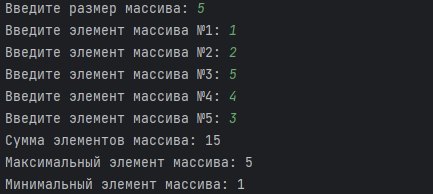 Введите размер массива: 5
Введите элемент массива №1: 1
Введите элемент массива №2: 2
Введите элемент массива №3: 5
Введите элемент массива №4: 4
Введите элемент массива №5: 3
Сумма элементов массива: 15
Максимальный элемент массива: 5
Минимальный элемент массива: 1